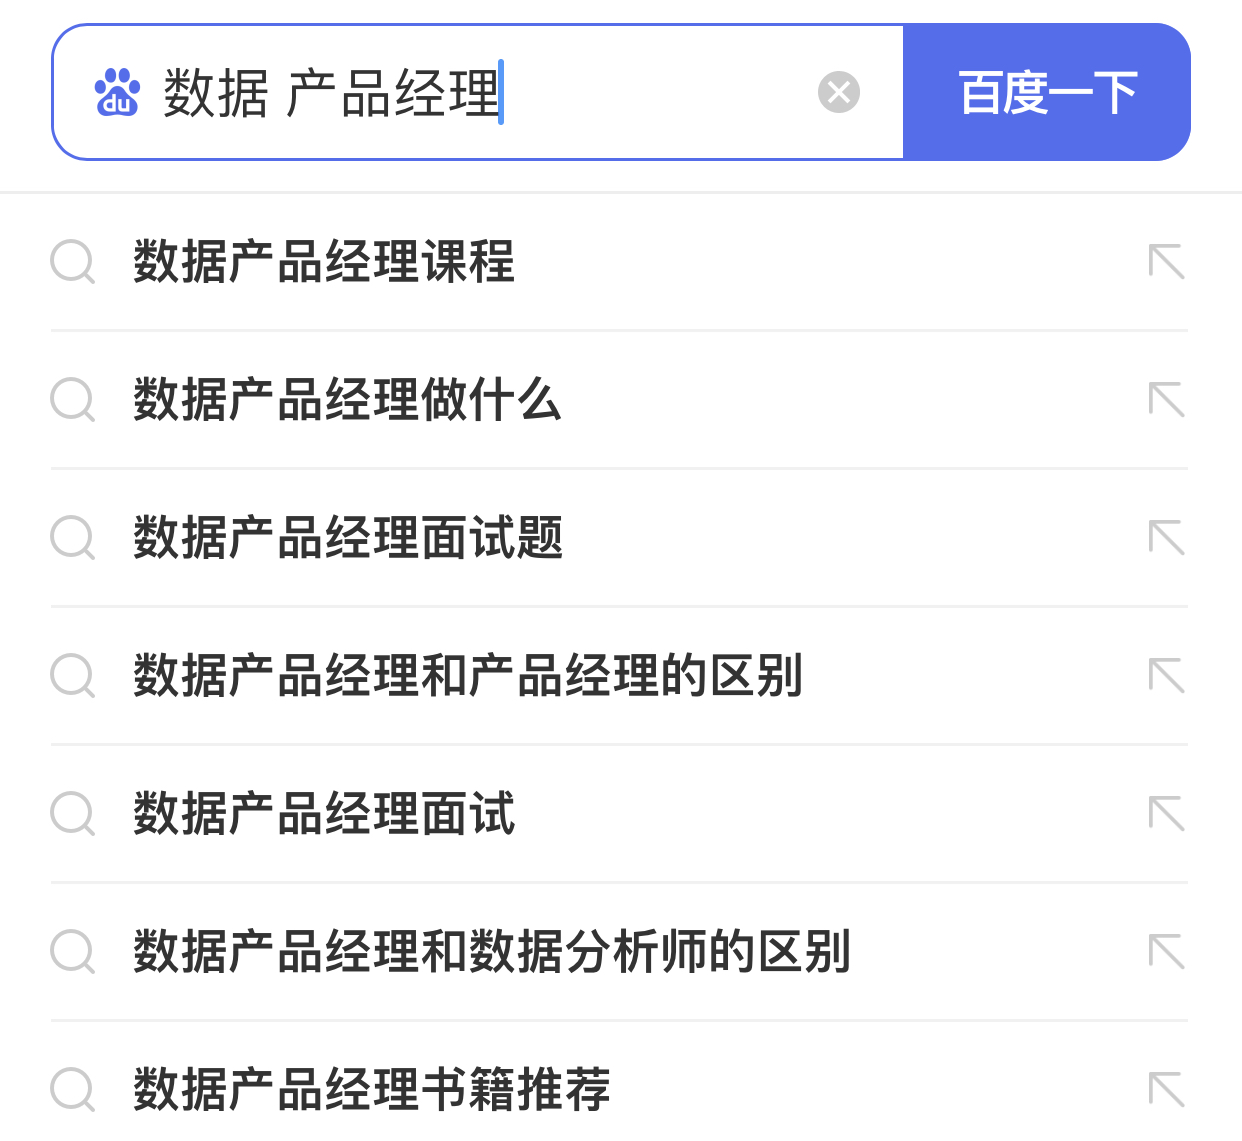 du 数据 产品经理 百度一下
数据产品经理课程
数据产品经理做什么
数据产品经理面试题
数据产品经理和产品经理的区别
数据产品经理面试
数据产品经理和数据分析师的区别
数据产品经理书籍推荐